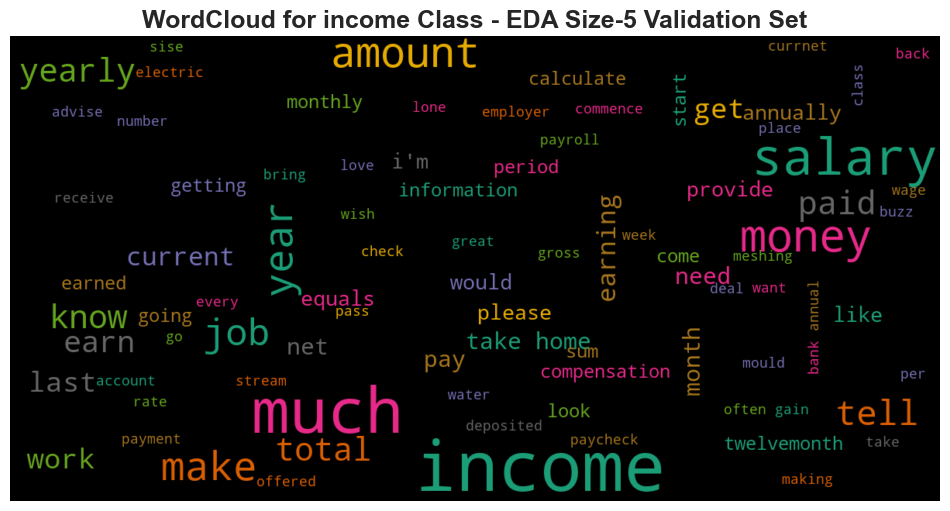 WordCloud for income Class - EDA Size-5 Validation Set
sise
amount
currnet
back
yearly
electric
calculate
class
monthly
lone
start
get
annually
advise
number
employer
commence
place
payroll
salary
i'm
love
period
bring
getting
information
provide
wage
receive
paid
buzz
year
wish
earning
money
great
week
check
gross
come
meshing
current
earned
would
need
deal
want
annual
every
equals
pass
please
like
know
going
job
go
earn
net
take home
sum
month
pay
compensation
mould
bank
per
last
account
stream
rate
water
look
often
gain
tell
much
deposited
payment
paycheck
twelvemonth
take
work
make
total
offered
income
making